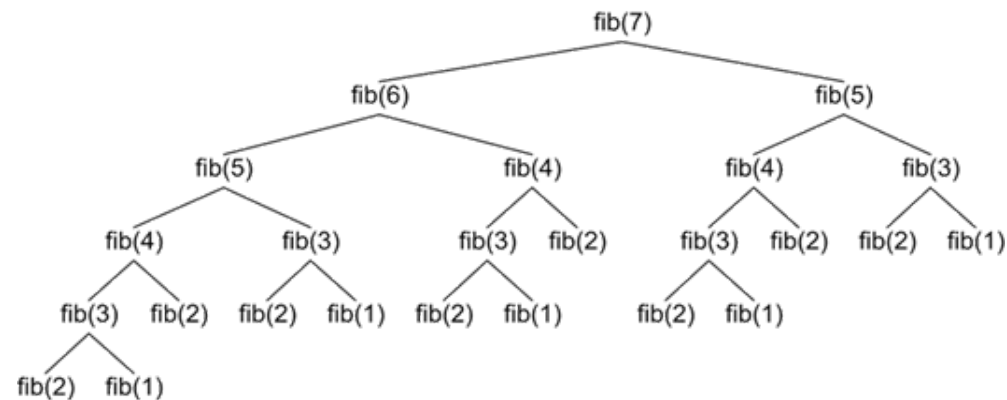 fib(7)
fib(6) fib(5)
fib(5) fib(4) fib(4) fib(3)
fib(4) fib(3) fib(3) fib(2) fib(3) fib(2) fib(2) fib(1)
fib(3) fib(2) fib(2) fib(1) fib(2) fib(1) fib(2) fib(1)
fib(2) fib(1)